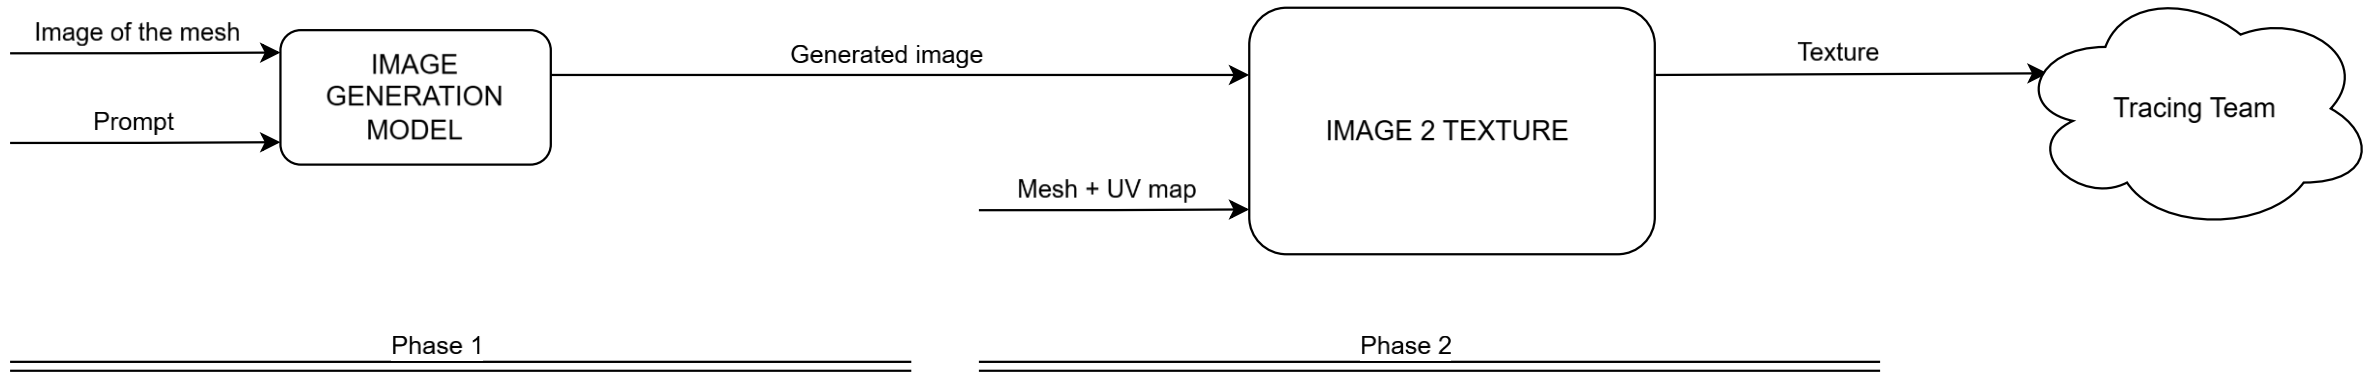 Image of the mesh
Prompt
IMAGE
GENERATION
MODEL
Generated image
Mesh + UV map
IMAGE 2 TEXTURE
Texture
Tracing Team
Phase 1
Phase 2